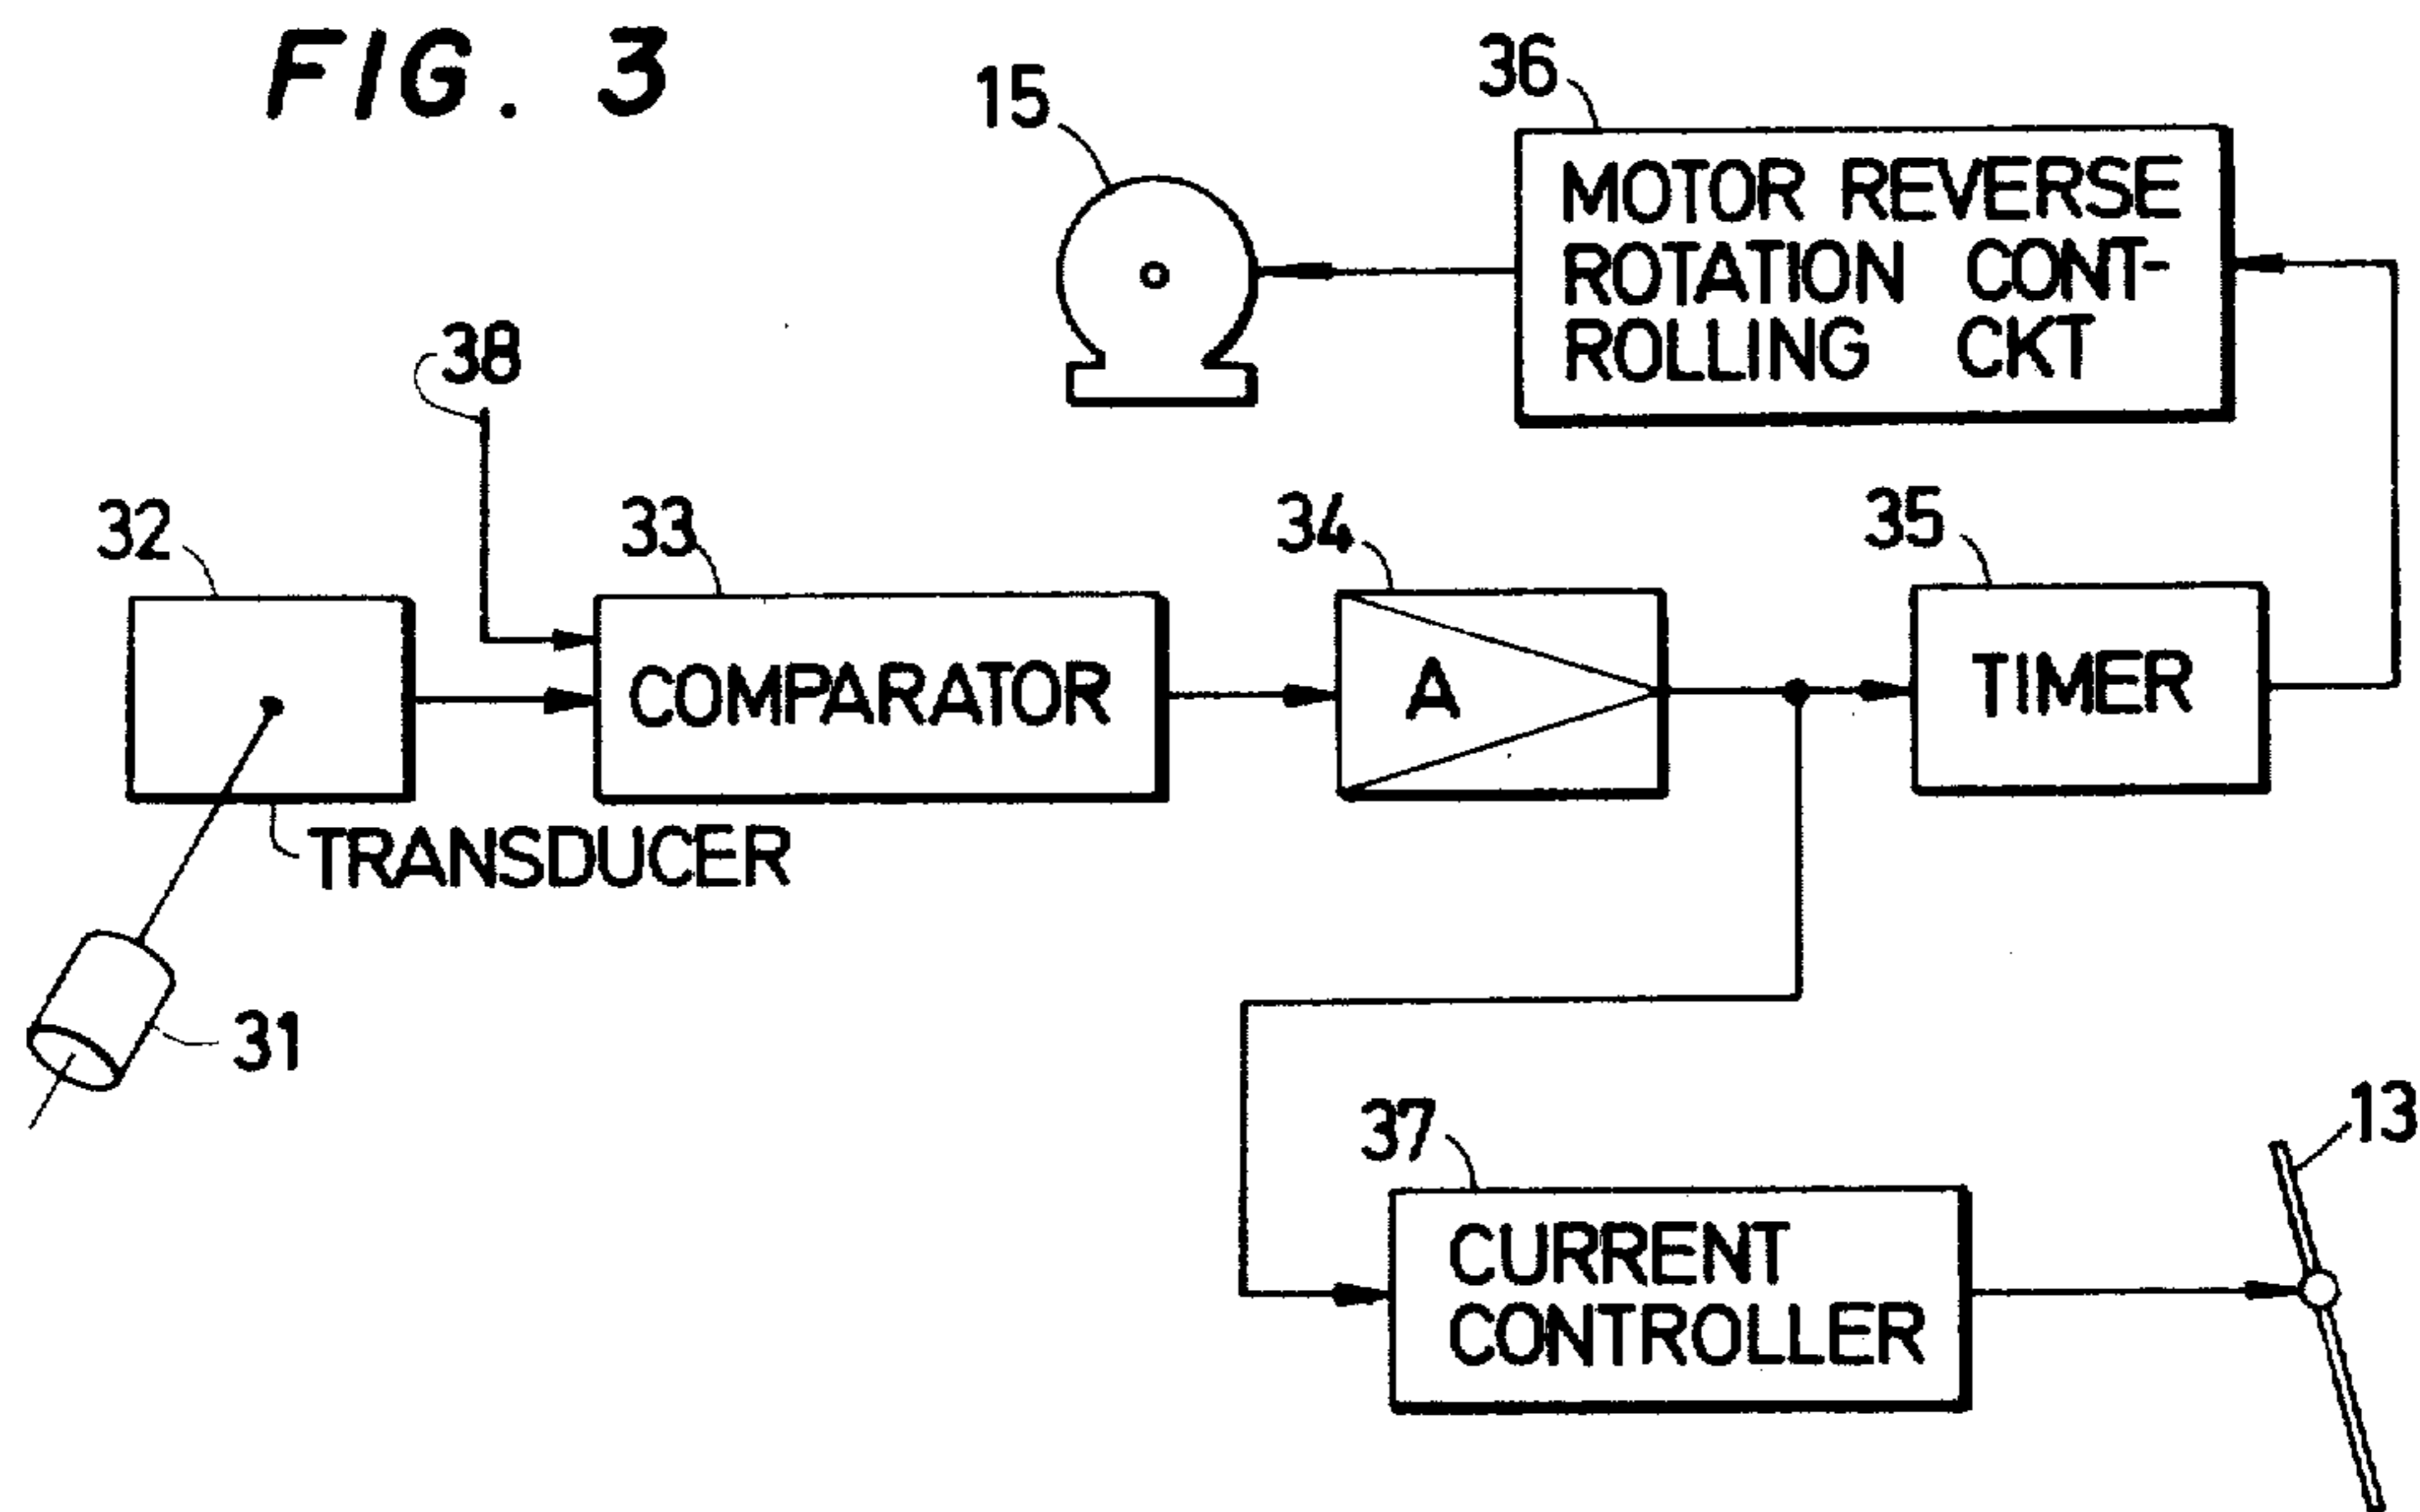 FIG. 3
15
36
MOTOR REVERSE
ROTATION CONT-
ROLLING CKT
38
32
33
34
35
COMPARATOR
A
TIMER
TRANSDUCER
31
37
13
CURRENT
CONTROLLER